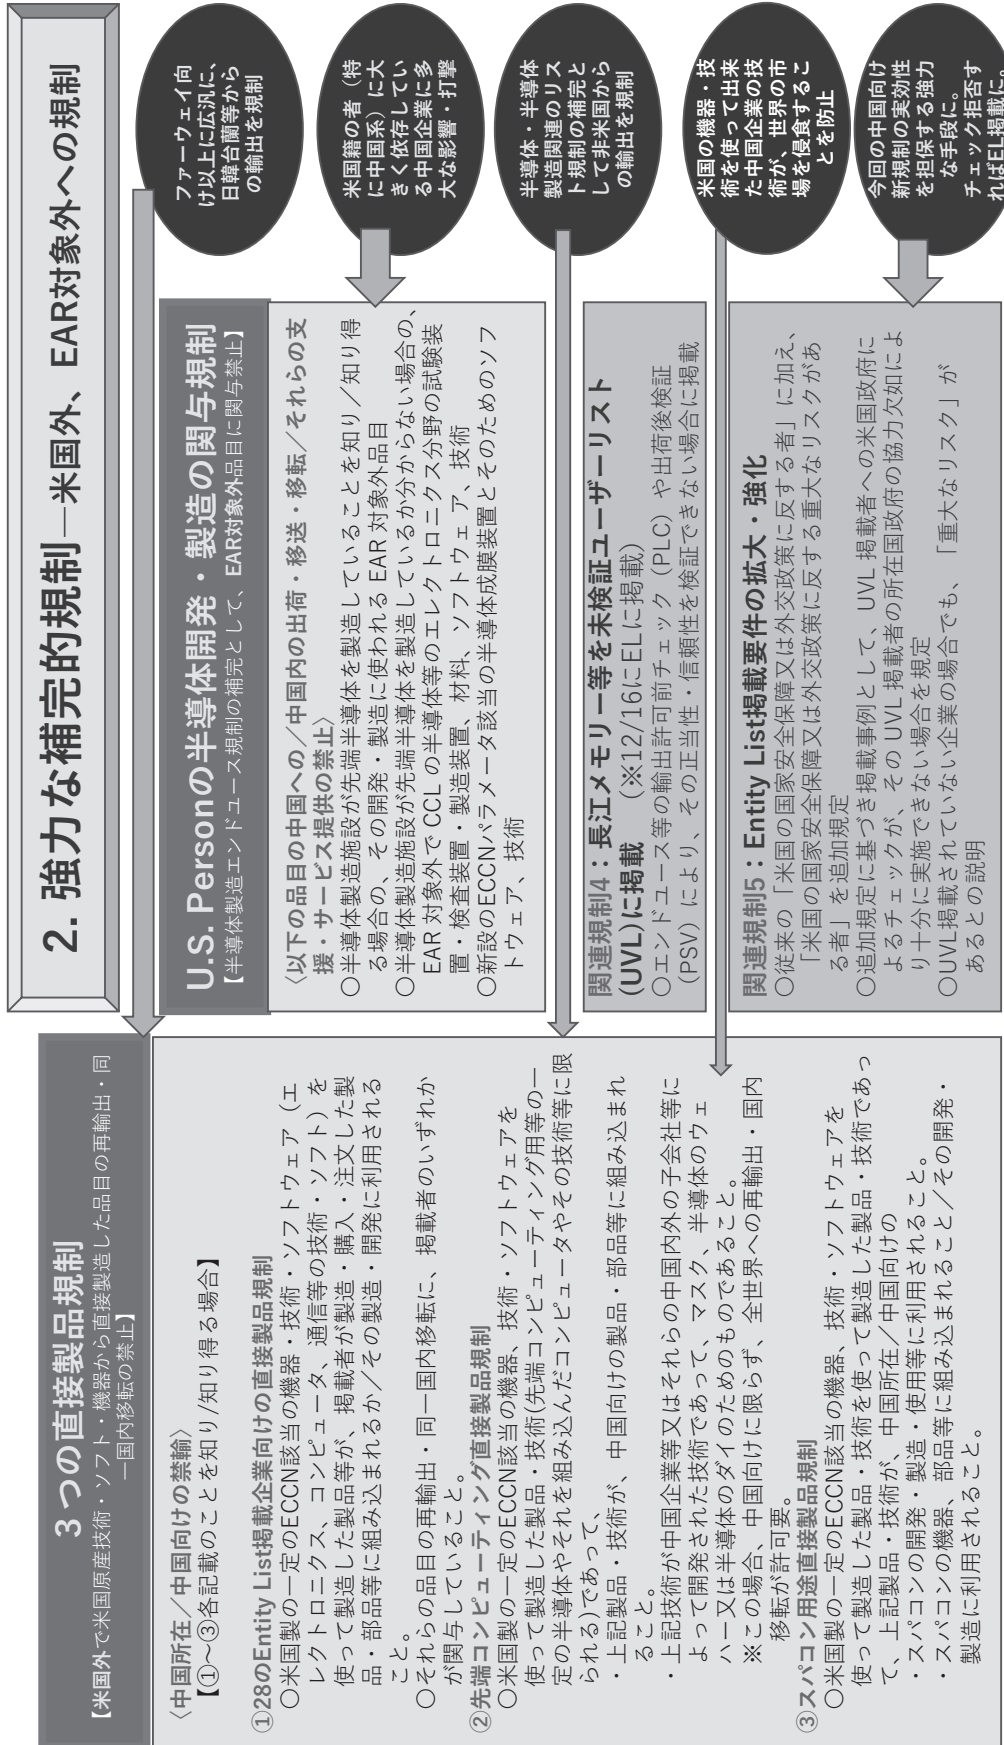 2. 強力な補完的規制―米国外、EAR対象外への規制
3つの直接製品規制
【米国外で米国原産技術・ソフト・機器から直接製造した品目の再輸出・同
一国内移転の禁止】
〈中国所在／中国向けの禁輸〉
【①～③各記載のことを知り/知り得る場合】
①28のEntity List掲載企業向けの直接製品規制
○米国製の一定のECCN該当の機器・技術・ソフトウェア（エ
レクトロニクス、コンピュータ、通信等の技術・ソフト）を
使って製造した製品等が、掲載者が製造・購入・注文した製
品・部品等に組み込まれるか／その製造・開発に利用される
こと。
○それらの品目の再輸出・同一国内移転に、掲載者のいずれか
が関与していること。
②先端コンピューティング直接製品規制
○米国製の一定のECCN該当の機器、技術・ソフトウェアを
使って製造した製品・技術(先端コンピューティング用等の一
定の半導体やそれを組み込んだコンピュータやその技術等に限
られる)であって、
・上記製品・技術が、中国向けの製品・部品等に組み込まれ
ること。
・上記技術が中国企業等又はそれらの中国内外の子会社等に
よって開発された技術であって、マスク、半導体のウェ
ハー又は半導体のダイのためのものであること。
※この場合、中国向けに限らず、全世界への再輸出・国内
移転が許可要。
③スパコン用途直接製品規制
○米国製の一定のECCN該当の機器、技術・ソフトウェアを
使って製造した製品・技術を使って製造した製品・技術であっ
て、上記製品・技術が、中国所在／中国向けの
・スパコンの開発・製造・使用等に利用されること。
・スパコンの機器、部品等に組み込まれること／その開発・
製造に利用されること。
U.S. Personの半導体開発・製造の関与規制
【半導体製造エンドユース規制の補完として、EAR対象外品目に関与禁止】
〈以下の品目の中国への／中国内の出荷・移送・移転／それらの支
援・サービス提供の禁止〉
○半導体製造施設が先端半導体を製造していることを知り／知り得
る場合の、その開発・製造に使われる EAR 対象外品目
○半導体製造施設が先端半導体を製造しているか分からない場合の、
EAR 対象外で CCL の半導体等のエレクトロニクス分野の試験装
置・検査装置・製造装置、材料、ソフトウェア、技術
○新設のECCNパラメータ該当の半導体成膜装置とそのためのソフ
トウェア、技術
関連規制4：長江メモリー等を未検証ユーザーリスト
(UVL)に掲載　（※12/16にELに掲載）
○エンドユース等の輸出許可前チェック（PLC）や出荷後検証
（PSV）により、その正当性・信頼性を検証できない場合に掲載
関連規制5：Entity List掲載要件の拡大・強化
○従来の「米国の国家安全保障又は外交政策に反する者」に加え、
「米国の国家安全保障又は外交政策に反する重大なリスクがあ
る者」を追加規定
○追加規定に基づき掲載事例として、UVL 掲載者への米国政府に
よるチェックが、その UVL 掲載者の所在国政府の協力欠如によ
り十分に実施できない場合を規定
○UVL掲載されていない企業の場合でも、「重大なリスク」が
あるとの説明
ファーウェイ向
け以上に広汎に、
日韓台蘭等から
の輸出を規制
米国籍の者（特
に中国系）に大
きく依存してい
る中国企業に多
大な影響・打撃
半導体・半導体
製造関連のリス
ト規制の補完と
して非米国から
の輸出を規制
米国の機器・技
術を使って出来
た中国企業の技
術が、世界の市
場を侵食するこ
とを防止
今回の中国向け
新規制の実効性
を担保する強力
な手段に。
チェック拒否す
ればEL掲載に。